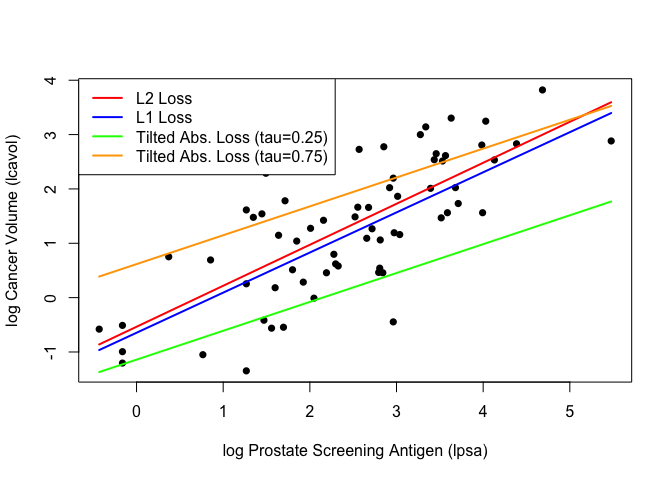 L2 Loss
L1 Loss
Tilted Abs. Loss (tau=0.25)
Tilted Abs. Loss (tau=0.75)
log Cancer Volume (lcavol)
4
3
2
1
0
-1
0 1 2 3 4 5
log Prostate Screening Antigen (lpsa)